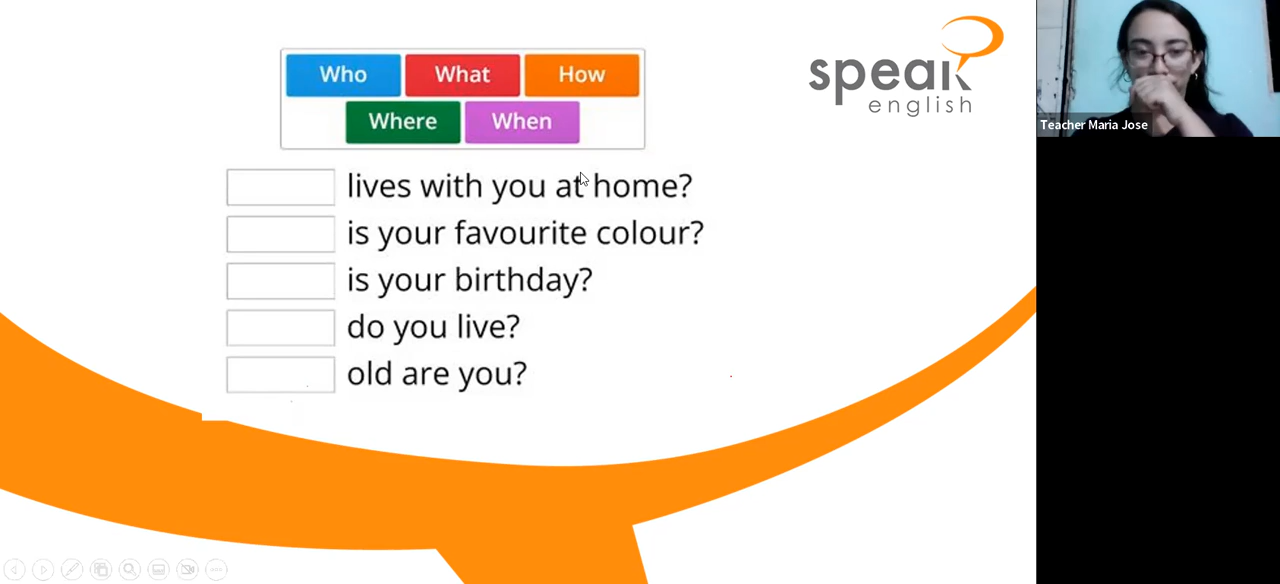 Who What How
Where When
speak
english
Teacher Maria Jose
lives with you at home?
is your favourite colour?
is your birthday?
do you live?
old are you?